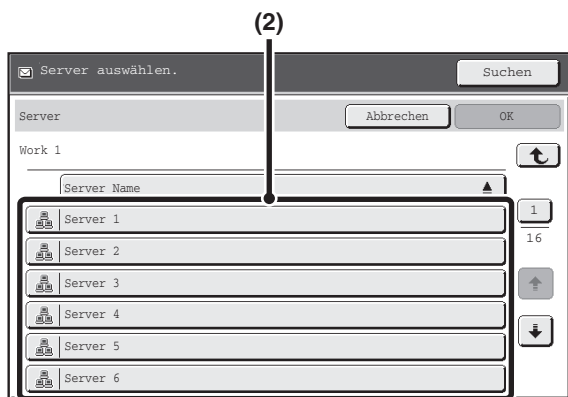 (2)
Server auswählen.
Suchen
Server
Abbrechen
OK
Work 1
Server Name
1
16
Server 1
Server 2
Server 3
Server 4
Server 5
Server 6